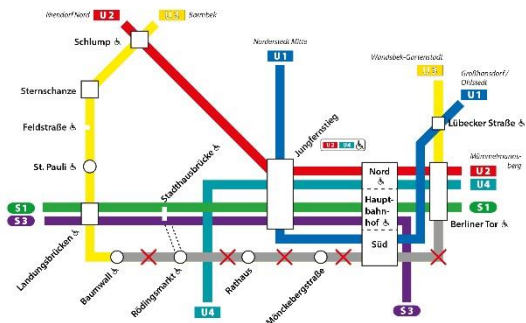 Niendorf Nord U2
U3 Barmbek
Schlump
Norderstedt Mitte
U1
Wandsbek-Gartenstadt
U3
Großhansdorf/
Ohlstedt
U1
Sternschanze
Feldstraße
St. Pauli
Stadthausbrücke
Jungfernstieg
U2 U4
Lübecker Straße
Mümmelmanns-
berg
Nord
U2
U4
S1
S1
Haupt-
bahn-
hof
S3
Berliner Tor
Süd
Landungsbrücken
Baumwall
Rödingsmarkt
Rathaus
Mönckebergstraße
U4
S3